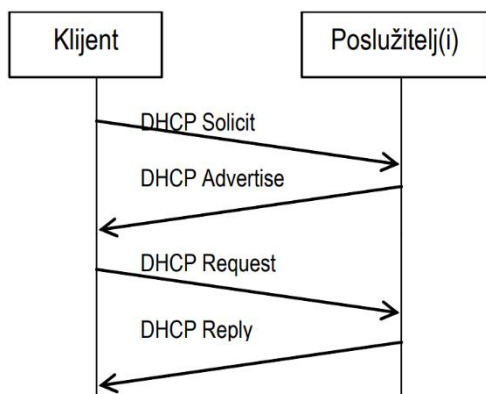 Klijent
Poslužitelj(i)
DHCP Solicit
DHCP Advertise
DHCP Request
DHCP Reply